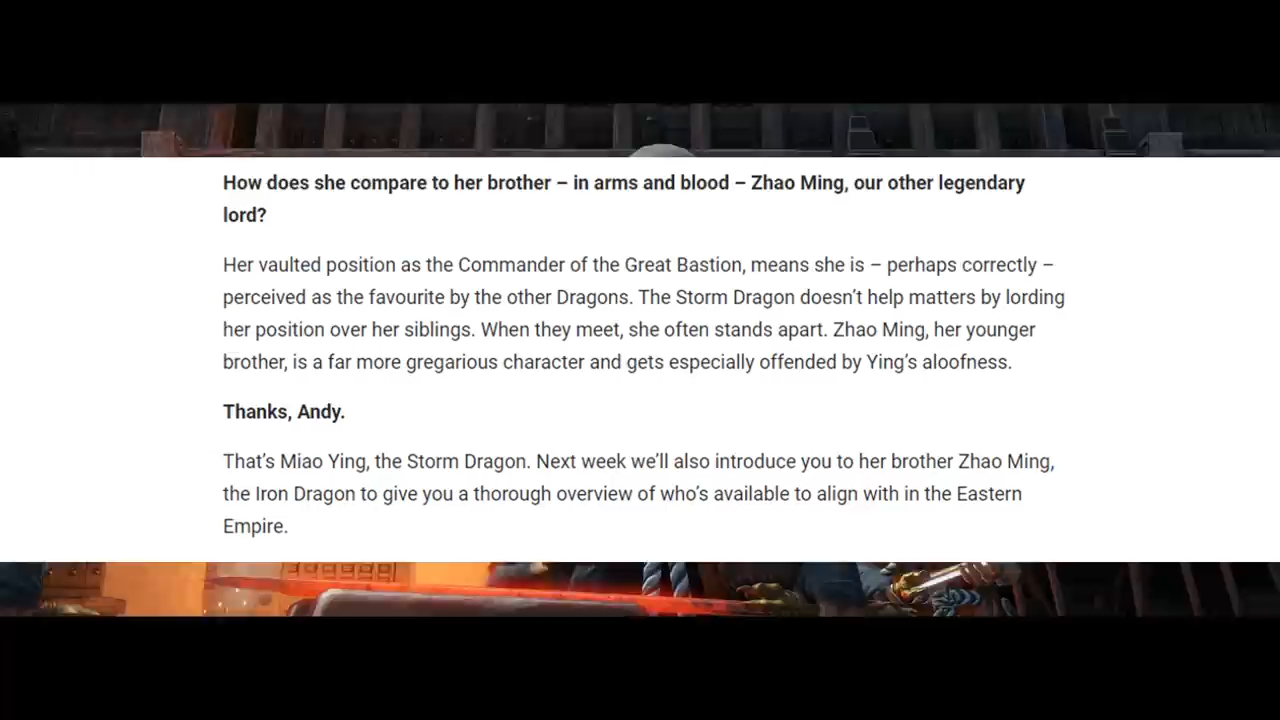 How does she compare to her brother – in arms and blood – Zhao Ming, our other legendary
lord?
Her vaulted position as the Commander of the Great Bastion, means she is – perhaps correctly –
perceived as the favourite by the other Dragons. The Storm Dragon doesn’t help matters by lording
her position over her siblings. When they meet, she often stands apart. Zhao Ming, her younger
brother, is a far more gregarious character and gets especially offended by Ying’s aloofness.
Thanks, Andy.
That’s Miao Ying, the Storm Dragon. Next week we’ll also introduce you to her brother Zhao Ming,
the Iron Dragon to give you a thorough overview of who’s available to align with in the Eastern
Empire.